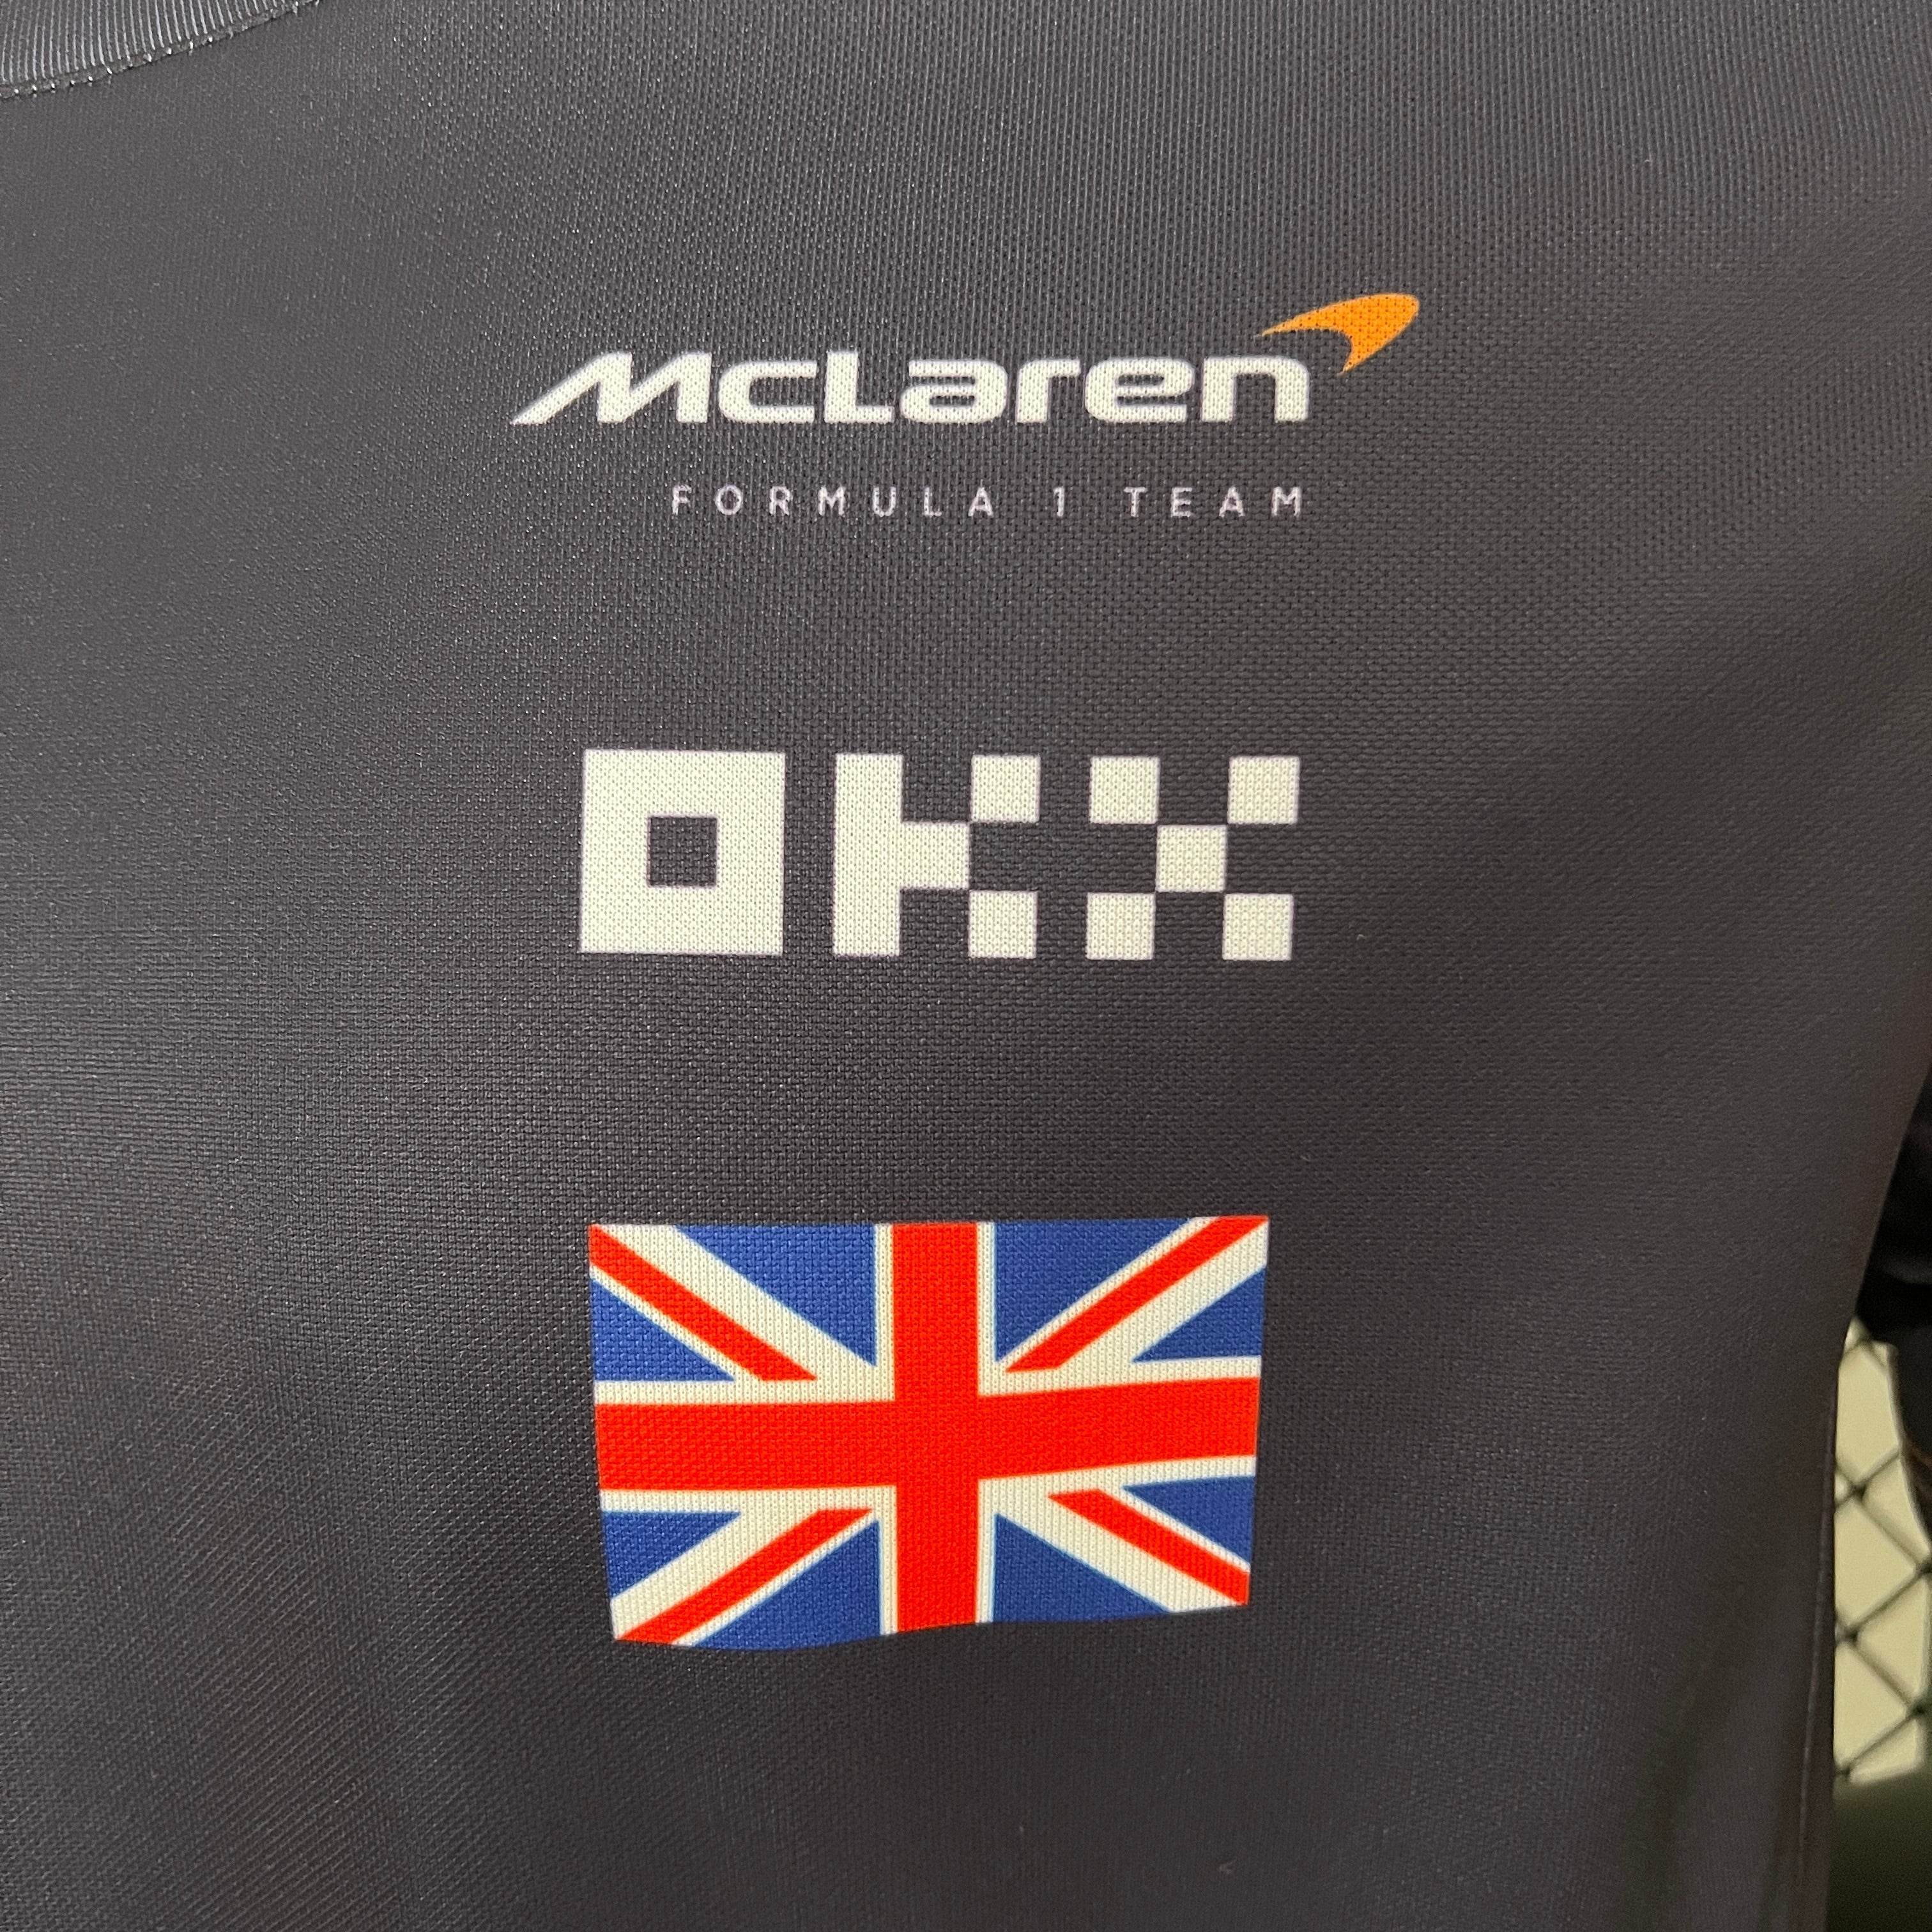 McLaren
FORMULA 1 TEAM
OKX